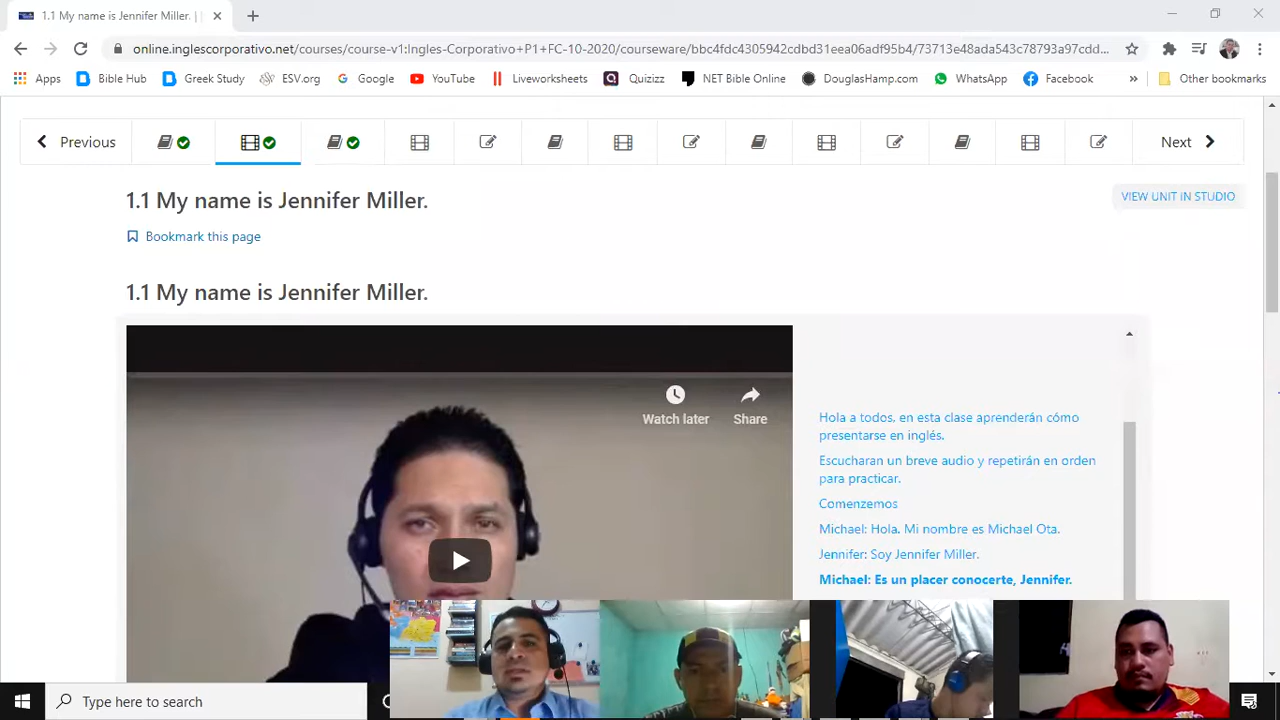 1.1 My name is Jennifer Miller. |
online.inglescorporativo.net/courses/course-v1:Ingles-Corporativo+P1+FC-10-2020/courseware/bbc4fdc4305942cdbd31eea06adf95b4/73713e48ada543c78793a97cdd...
Apps Bible Hub Greek Study ESV.org Google YouTube Liveworksheets Quizizz NET Bible Online DouglasHamp.com WhatsApp Facebook » Other bookmarks
Previous Next
1.1 My name is Jennifer Miller.
VIEW UNIT IN STUDIO
Bookmark this page
1.1 My name is Jennifer Miller.
Watch later Share
Hola a todos, en esta clase aprenderán cómo
presentarse en inglés.
Escucharan un breve audio y repetirán en orden
para practicar.
Comenzemos
Michael: Hola. Mi nombre es Michael Ota.
Jennifer: Soy Jennifer Miller.
Michael: Es un placer conocerte, Jennifer.
Type here to search